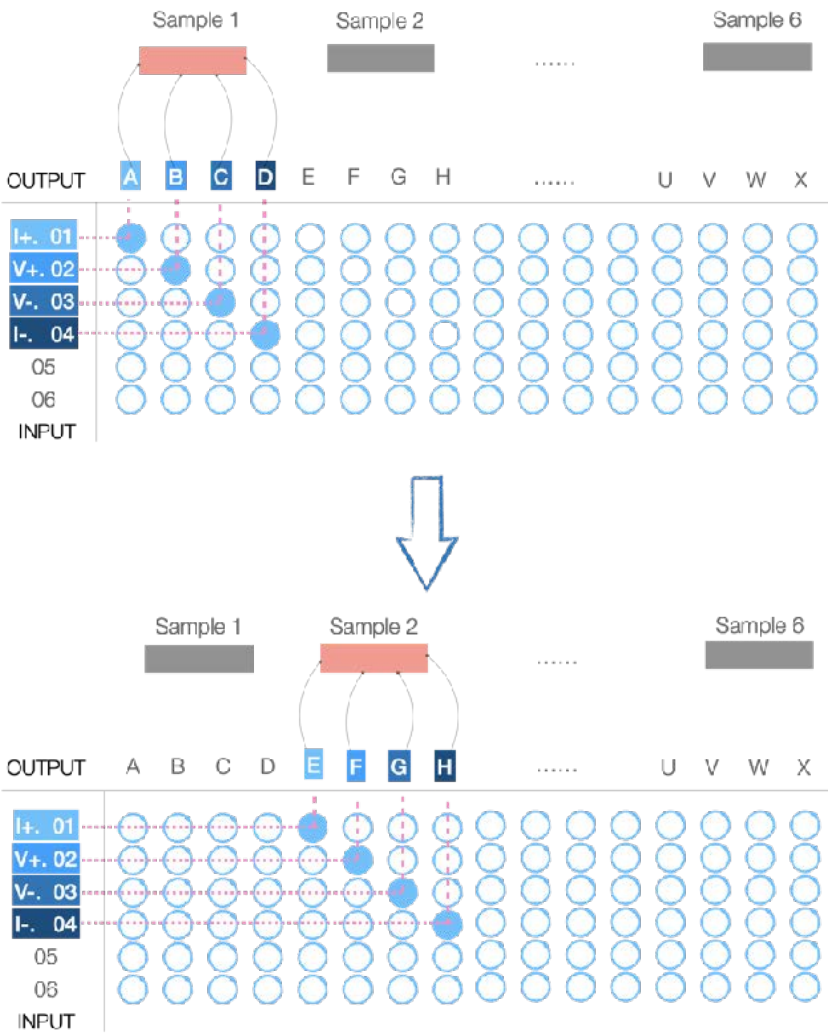 Sample 1 Sample 2 ...... Sample 6
OUTPUT A B C D E F G H ...... U V W X
I+. 01
V+. 02
V-. 03
I-. 04
05
06
INPUT
Sample 1 Sample 2 ...... Sample 6
OUTPUT A B C D E F G H ...... U V W X
I+. 01
V+. 02
V-. 03
I-. 04
05
06
INPUT